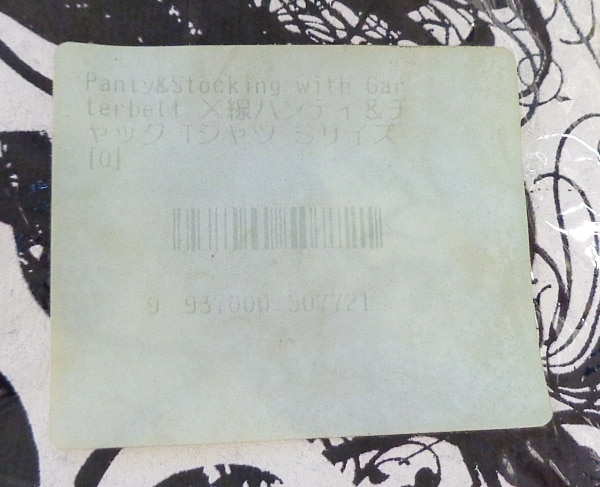 Panty&Stocking with Gar
terbelt X線パンティ&チ
ャック Tシャツ Sサイズ
[0]
9 937000 507721